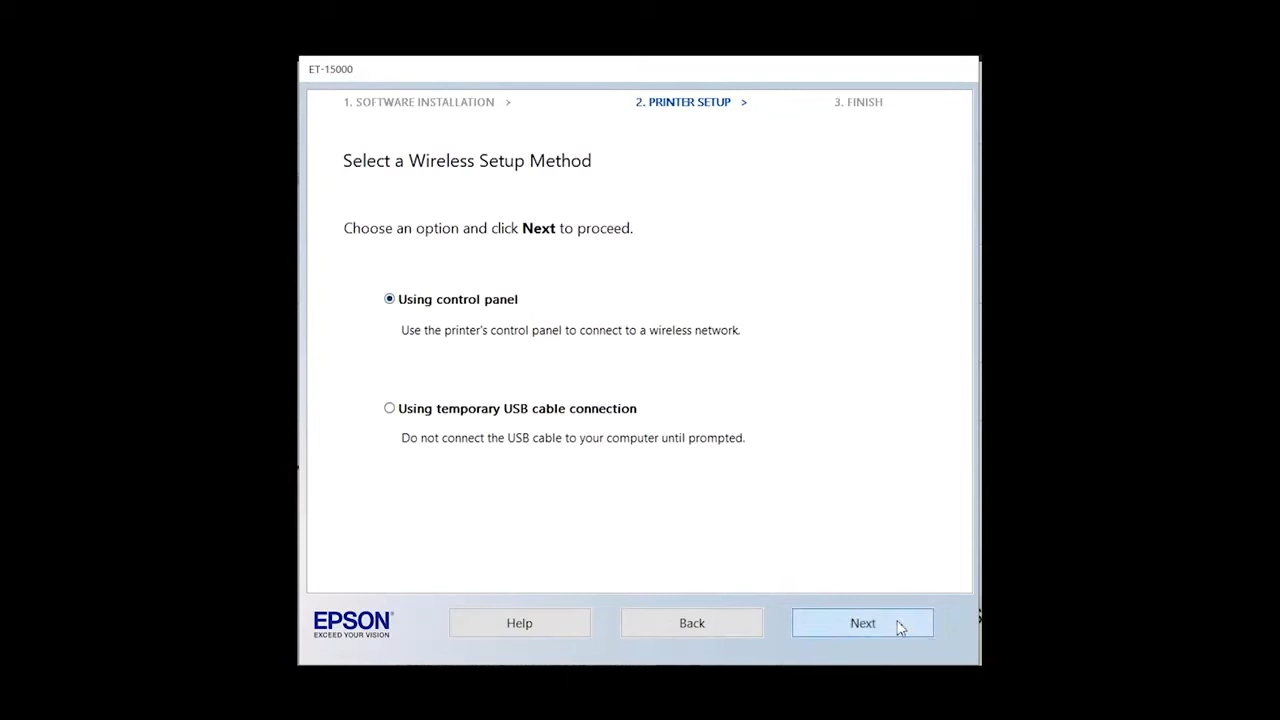 ET-15000
1. SOFTWARE INSTALLATION > 2. PRINTER SETUP > 3. FINISH
Select a Wireless Setup Method
Choose an option and click Next to proceed.
Using control panel
Use the printer's control panel to connect to a wireless network.
Using temporary USB cable connection
Do not connect the USB cable to your computer until prompted.
EPSON®
EXCEED YOUR VISION
Help Back Next